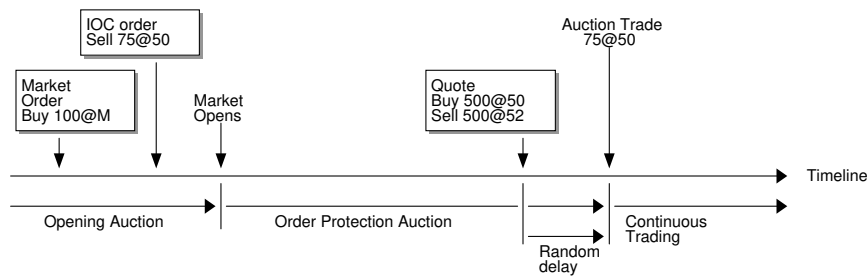 IOC order
Sell 75@50
Auction Trade
75@50
Market
Order
Buy 100@M
Market
Opens
Quote
Buy 500@50
Sell 500@52
Timeline
Opening Auction
Order Protection Auction
Random
delay
Continuous
Trading